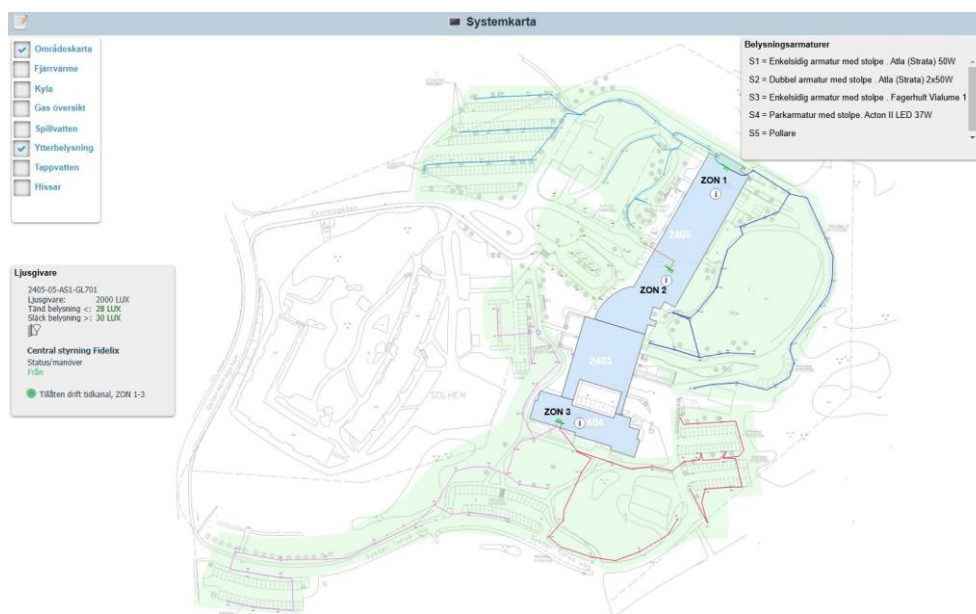 Systemkarta
Områdeskarta
Fjärrvärme
Kyla
Gas översikt
Spillvatten
Ytterbelysning
Tappvatten
Hissar
Belysningsarmaturer
S1 = Enkelsidig armatur med stolpe . Atla (Strata) 50W
S2 = Dubbel armatur med stolpe . Atla (Strata) 2x50W
S3 = Enkelsidig armatur med stolpe . Fagerhult Vialume 1
S4 = Parkarmatur med stolpe. Acton II LED 37W
S5 = Pollare
ZON 1
2405
ZON 2
2403
ZON 3
SOLHEM
Ljusgivare
2405-05-AS1-GL701
Ljusgivare: 2000 LUX
Tänd belysning <: 28 LUX
Släck belysning >: 30 LUX
Central styrning Fidelix
Status/manöver
Från
Tillåten drift tidkanal, ZON 1-3